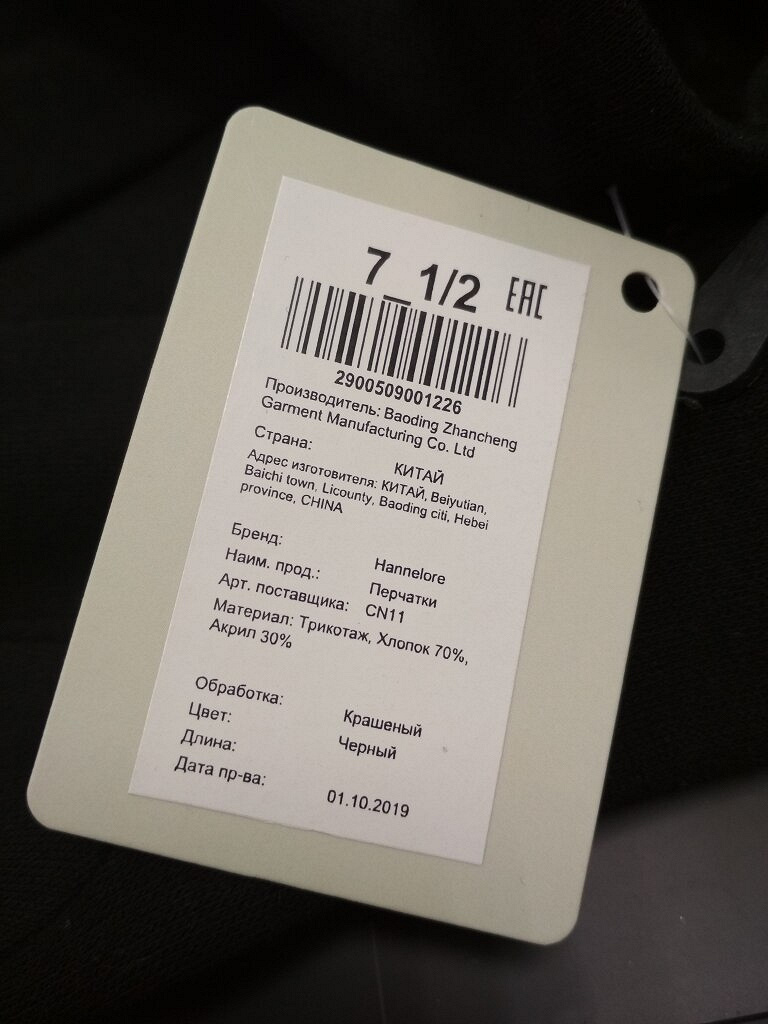 7_1/2 EAC
2900509001226
Производитель: Baoding Zhancheng
Garment Manufacturing Co. Ltd
Страна: КИТАЙ
Адрес изготовителя: КИТАЙ, Beiyutian,
Baichi town, Licounty, Baoding citi, Hebei
province, CHINA
Бренд: Hannelore
Наим. прод.: Перчатки
Арт. поставщика: CN11
Материал: Трикотаж, Хлопок 70%,
Акрил 30%
Обработка: Крашеный
Цвет: Черный
Длина:
Дата пр-ва: 01.10.2019